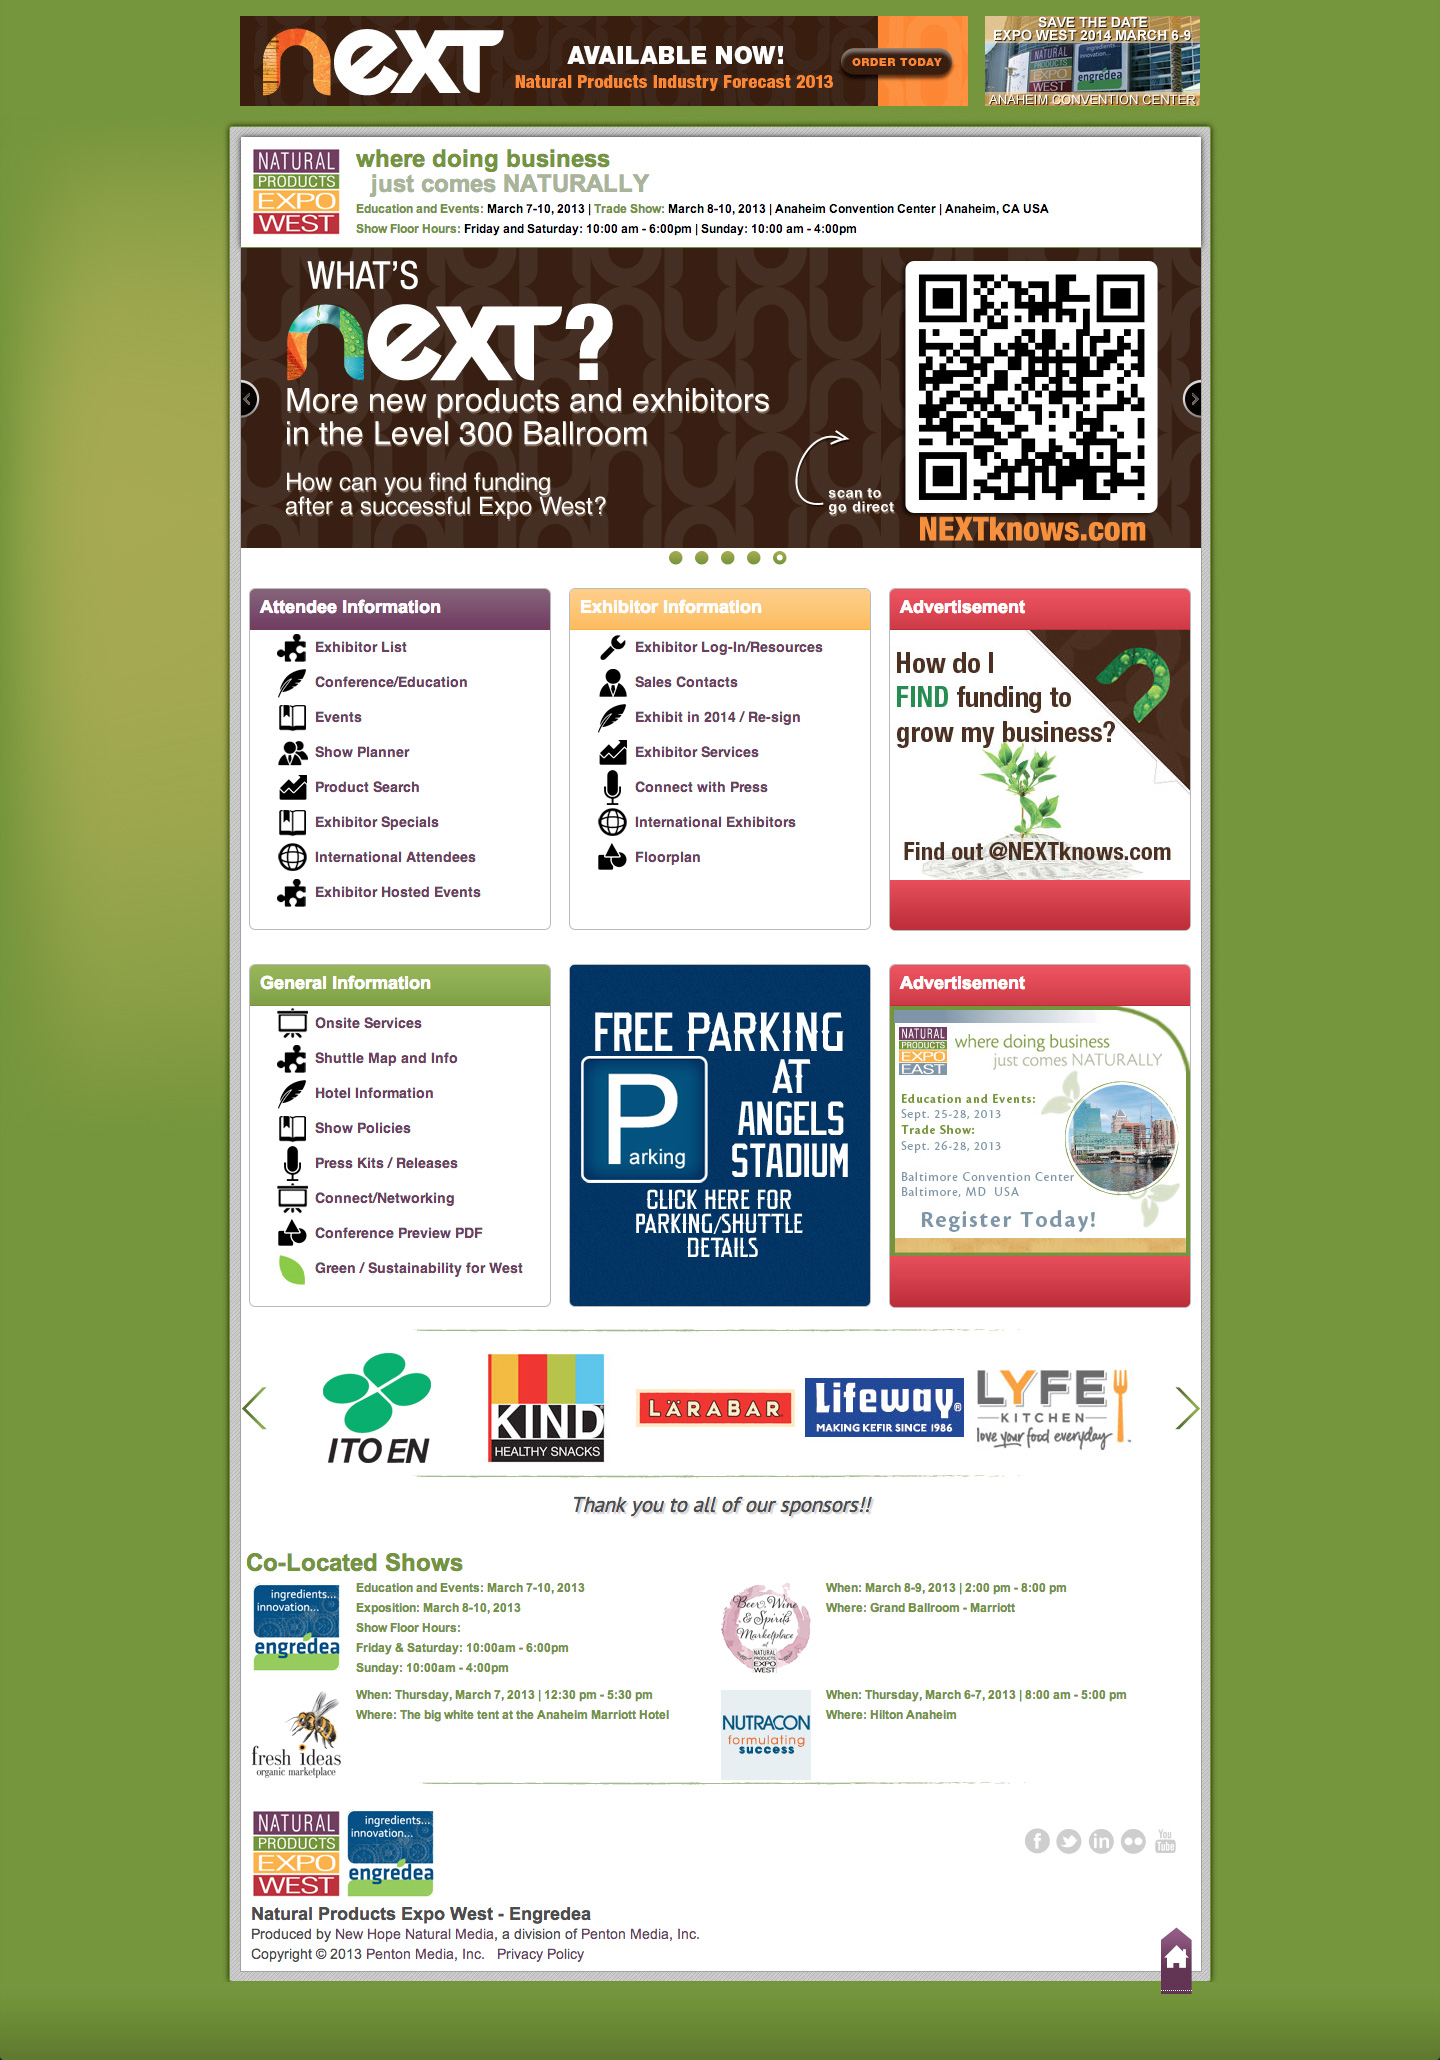 next
AVAILABLE NOW!
Natural Products Industry Forecast 2013
ORDER TODAY
SAVE THE DATE
EXPO WEST 2014 MARCH 6-9
NATURAL
PRODUCTS
EXPO
WEST
ingredients...
innovation...
engredea
ANAHEIM CONVENTION CENTER
NATURAL
PRODUCTS
EXPO
WEST
where doing business
just comes NATURALLY
Education and Events: March 7-10, 2013 | Trade Show: March 8-10, 2013 | Anaheim Convention Center | Anaheim, CA USA
Show Floor Hours: Friday and Saturday: 10:00 am - 6:00pm | Sunday: 10:00 am - 4:00pm
WHAT'S
next?
More new products and exhibitors
in the Level 300 Ballroom
How can you find funding
after a successful Expo West?
scan to
go direct
NEXTknows.com
Attendee Information
Exhibitor List
Conference/Education
Events
Show Planner
Product Search
Exhibitor Specials
International Attendees
Exhibitor Hosted Events
Exhibitor Information
Exhibitor Log-In/Resources
Sales Contacts
Exhibit in 2014 / Re-sign
Exhibitor Services
Connect with Press
International Exhibitors
Floorplan
Advertisement
How do I
FIND funding to
grow my business?
Find out @NEXTknows.com
General Information
Onsite Services
Shuttle Map and Info
Hotel Information
Show Policies
Press Kits / Releases
Connect/Networking
Conference Preview PDF
Green / Sustainability for West
FREE PARKING
AT
ANGELS
STADIUM
Parking
CLICK HERE FOR
PARKING/SHUTTLE
DETAILS
Advertisement
NATURAL
PRODUCTS
EXPO
EAST
where doing business
just comes NATURALLY
Education and Events:
Sept. 25-28, 2013
Trade Show:
Sept. 26-28, 2013
Baltimore Convention Center
Baltimore, MD USA
Register Today!
ITO EN
KIND
HEALTHY SNACKS
LÄRABAR
Lifeway®
MAKING KEFIR SINCE 1986
LYFE
KITCHEN
love your food everyday
Thank you to all of our sponsors!!
Co-Located Shows
ingredients...
innovation...
engredea
Education and Events: March 7-10, 2013
Exposition: March 8-10, 2013
Show Floor Hours:
Friday & Saturday: 10:00am - 6:00pm
Sunday: 10:00am - 4:00pm
Beer, Wine
& Spirits
Marketplace
at
NATURAL
PRODUCTS
EXPO
WEST
When: March 8-9, 2013 | 2:00 pm - 8:00 pm
Where: Grand Ballroom - Marriott
fresh ideas
organic marketplace
When: Thursday, March 7, 2013 | 12:30 pm - 5:30 pm
Where: The big white tent at the Anaheim Marriott Hotel
NUTRACON
formulating
success
When: Thursday, March 6-7, 2013 | 8:00 am - 5:00 pm
Where: Hilton Anaheim
NATURAL
PRODUCTS
EXPO
WEST
ingredients...
innovation...
engredea
You
Tube
Natural Products Expo West - Engredea
Produced by New Hope Natural Media, a division of Penton Media, Inc.
Copyright © 2013 Penton Media, Inc. Privacy Policy